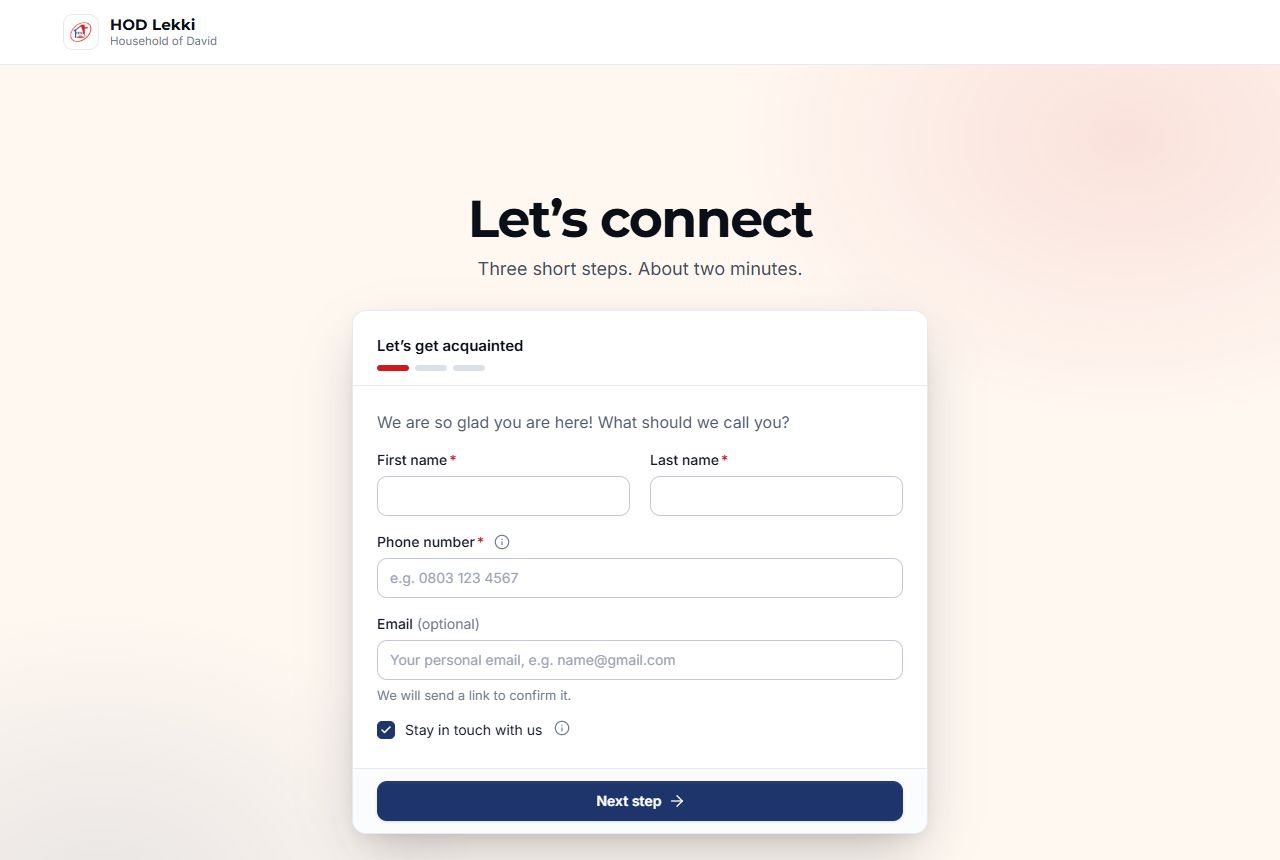 HOD Lekki
Household of David
Let’s connect
Three short steps. About two minutes.
Let’s get acquainted
We are so glad you are here! What should we call you?
First name*
Last name*
Phone number*
e.g. 0803 123 4567
Email (optional)
Your personal email, e.g. name@gmail.com
We will send a link to confirm it.
Stay in touch with us
Next step →